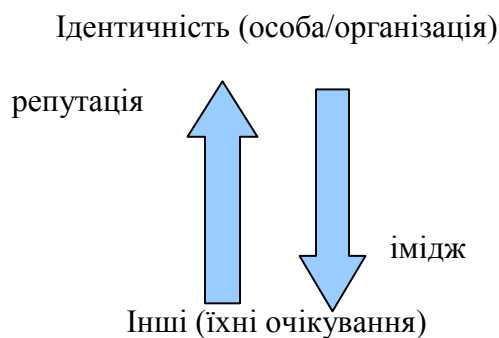 Ідентичність (особа/організація)
репутація
імідж
Інші (їхні очікування)